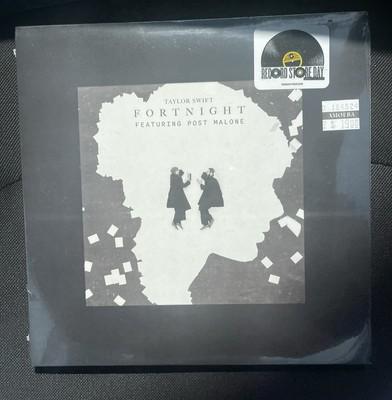 TAYLOR SWIFT
FORTNIGHT
FEATURING POST MALONE
RECORD STORE DAY
AMOEBA